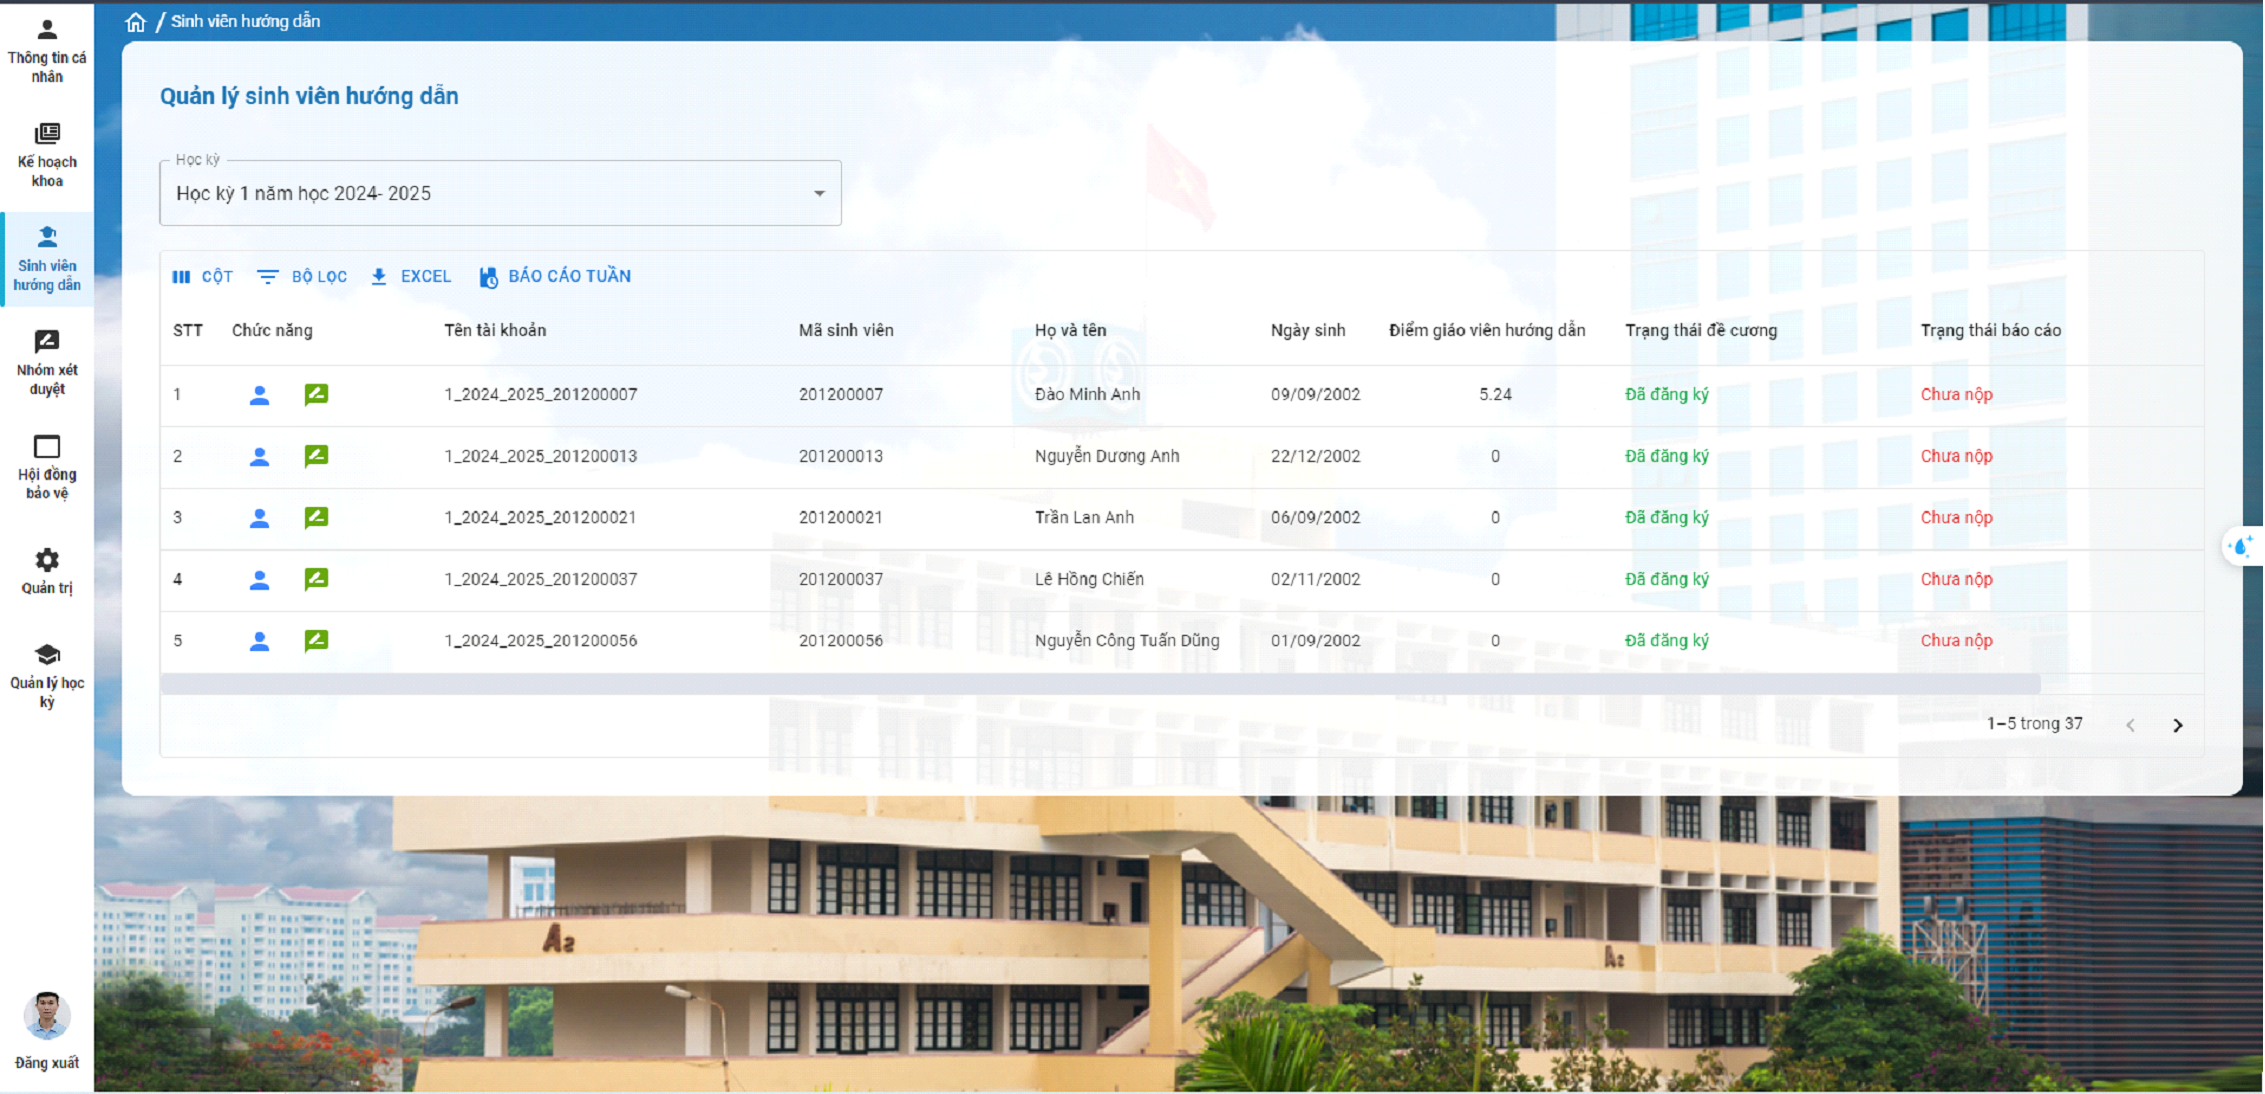 Thông tin cá
nhân
Kế hoạch
khoa
Sinh viên
hướng dẫn
Nhóm xét
duyệt
Hội đồng
bảo vệ
Quản trị
Quản lý học
kỳ
Đăng xuất
/ Sinh viên hướng dẫn
Quản lý sinh viên hướng dẫn
Học kỳ
Học kỳ 1 năm học 2024- 2025
CỘT BỘ LỌC EXCEL BÁO CÁO TUẦN
STT Chức năng Tên tài khoản Mã sinh viên Họ và tên Ngày sinh Điểm giáo viên hướng dẫn Trạng thái đề cương Trạng thái báo cáo
1 1_2024_2025_201200007 201200007 Đào Minh Anh 09/09/2002 5.24 Đã đăng ký Chưa nộp
2 1_2024_2025_201200013 201200013 Nguyễn Dương Anh 22/12/2002 0 Đã đăng ký Chưa nộp
3 1_2024_2025_201200021 201200021 Trần Lan Anh 06/09/2002 0 Đã đăng ký Chưa nộp
4 1_2024_2025_201200037 201200037 Lê Hồng Chiến 02/11/2002 0 Đã đăng ký Chưa nộp
5 1_2024_2025_201200056 201200056 Nguyễn Công Tuấn Dũng 01/09/2002 0 Đã đăng ký Chưa nộp
1–5 trong 37
A2
A2